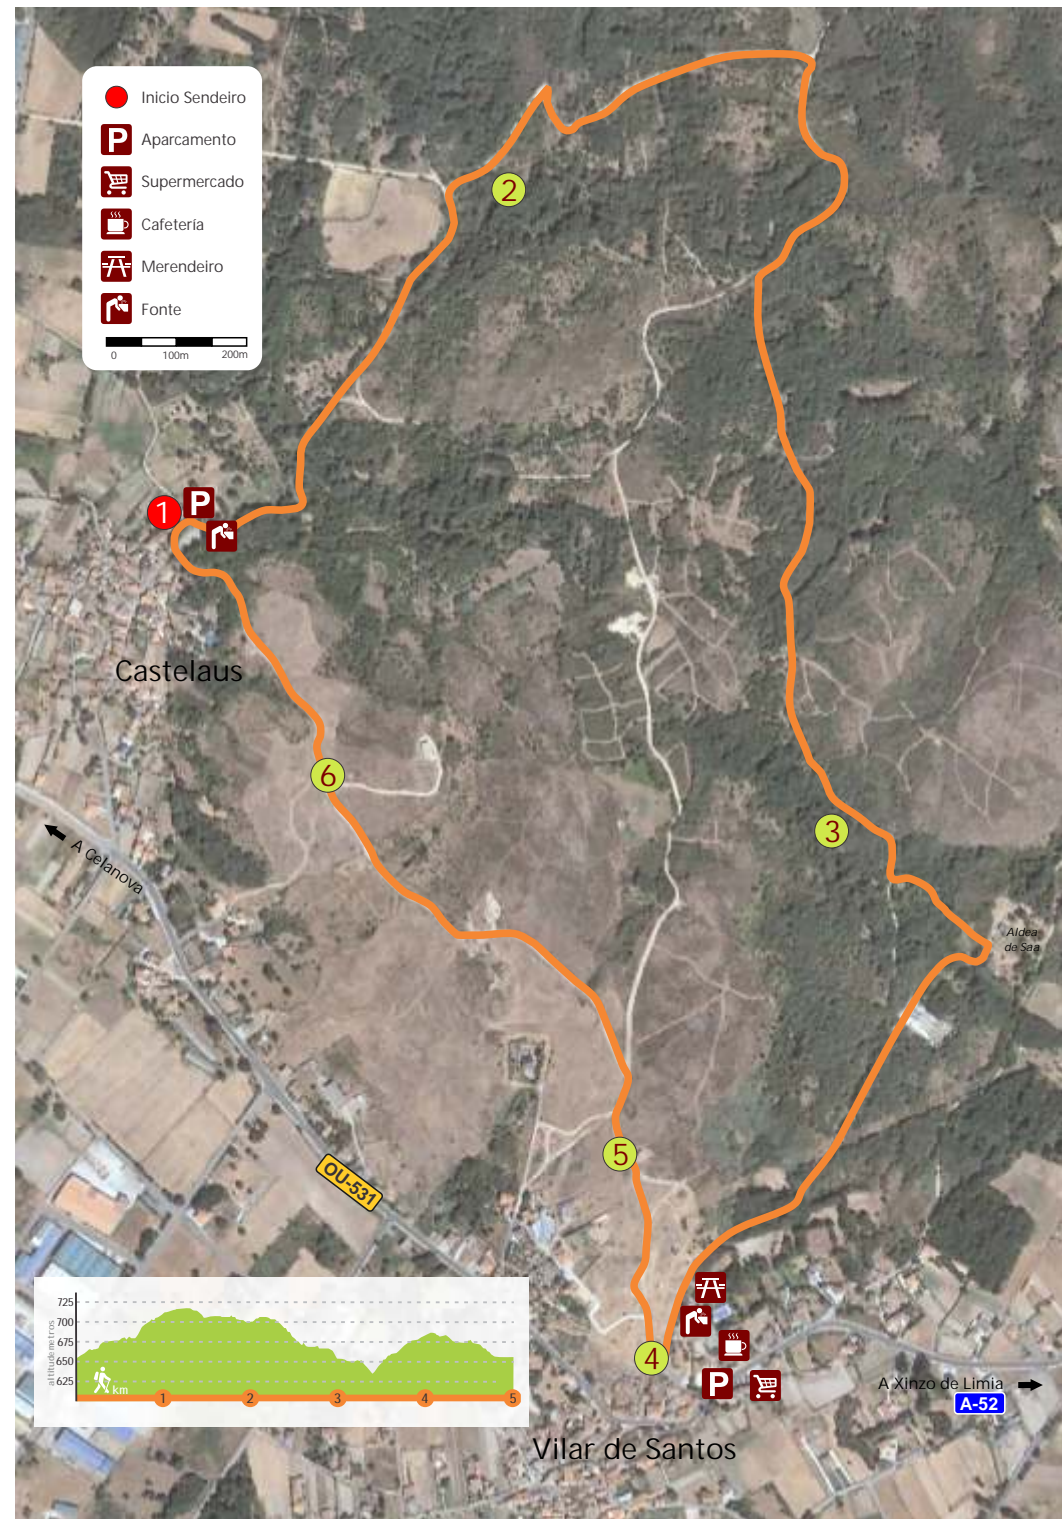 Inicio Sendeiro
P
Aparcamento
Supermercado
Cafetería
Merendeiro
Fonte
0
100m
200m
2
1
P
Castelaus
6
3
A Celanova
Aldea
de Saa
5
OU-531
4
P
A Xinzo de Limia
A-52
Vilar de Santos
altitude metros
725
700
675
650
625
km
1
2
3
4
5